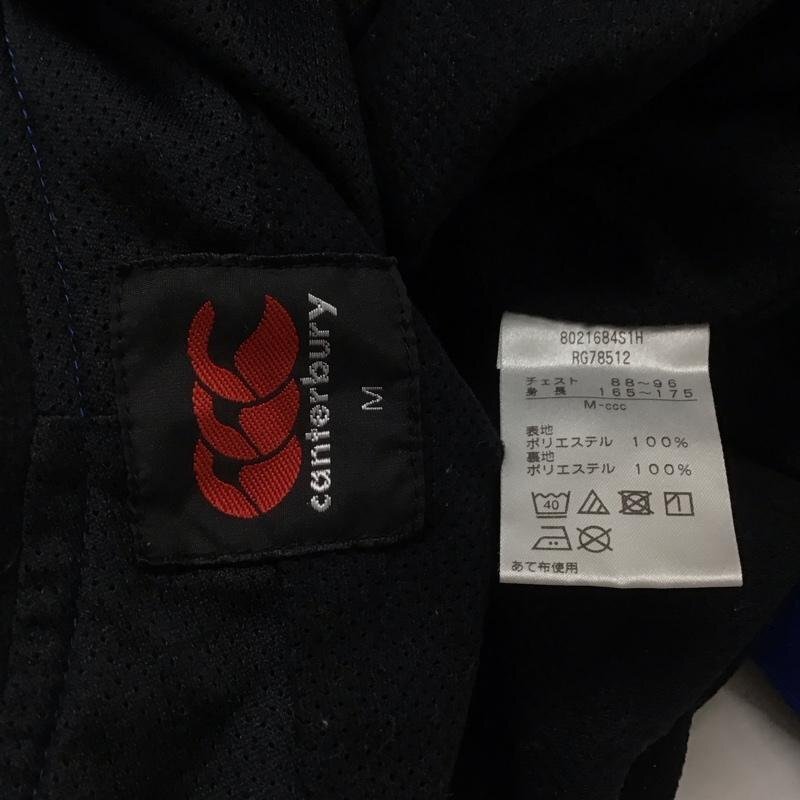 canterbury
M
8021684S1H
RG78512
チェスト 88～96
身長 165～175
M-ccc
表地
ポリエステル 100%
裏地
ポリエステル 100%
40
あて布使用